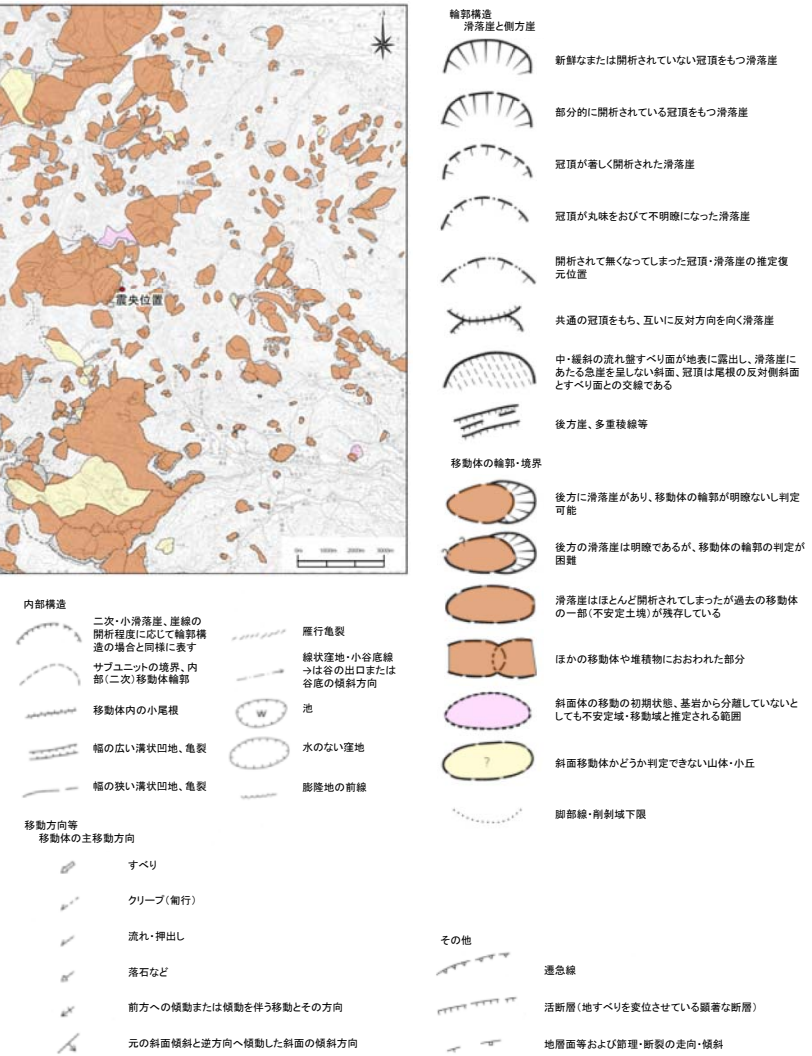 震央位置
0m 1000m 2000m 3000m
輪郭構造
滑落崖と側方崖
新鮮なまたは開析されていない冠頂をもつ滑落崖
部分的に開析されている冠頂をもつ滑落崖
冠頂が著しく開析された滑落崖
冠頂が丸味をおびて不明瞭になった滑落崖
開析されて無くなってしまった冠頂・滑落崖の推定復
元位置
共通の冠頂をもち、互いに反対方向を向く滑落崖
中・緩斜の流れ盤すべり面が地表に露出し、滑落崖に
あたる急崖を呈しない斜面、冠頂は尾根の反対側斜面
とすべり面との交線である
後方崖、多重稜線等
移動体の輪郭・境界
後方に滑落崖があり、移動体の輪郭が明瞭ないし判定
可能
?
?
後方の滑落崖は明瞭であるが、移動体の輪郭の判定が
困難
滑落崖はほとんど開析されてしまったが過去の移動体
の一部(不安定土塊)が残存している
ほかの移動体や堆積物におおわれた部分
斜面体の移動の初期状態、基岩から分離していないと
しても不安定域・移動域と推定される範囲
?
斜面移動体かどうか判定できない山体・小丘
脚部線・削剥域下限
内部構造
二次・小滑落崖、崖線の
開析程度に応じて輪郭構
造の場合と同様に表す
サブユニットの境界、内
部(二次)移動体輪郭
移動体内の小尾根
幅の広い溝状凹地、亀裂
幅の狭い溝状凹地、亀裂
雁行亀裂
線状窪地・小谷底線
→は谷の出口または
谷底の傾斜方向
W
池
水のない窪地
膨隆地の前線
移動方向等
移動体の主移動方向
すべり
クリープ(匍行)
流れ・押出し
落石など
前方への傾動または傾動を伴う移動とその方向
元の斜面傾斜と逆方向へ傾動した斜面の傾斜方向
その他
遷急線
活断層(地すべりを変位させている顕著な断層)
地層面等および節理・断裂の走向・傾斜